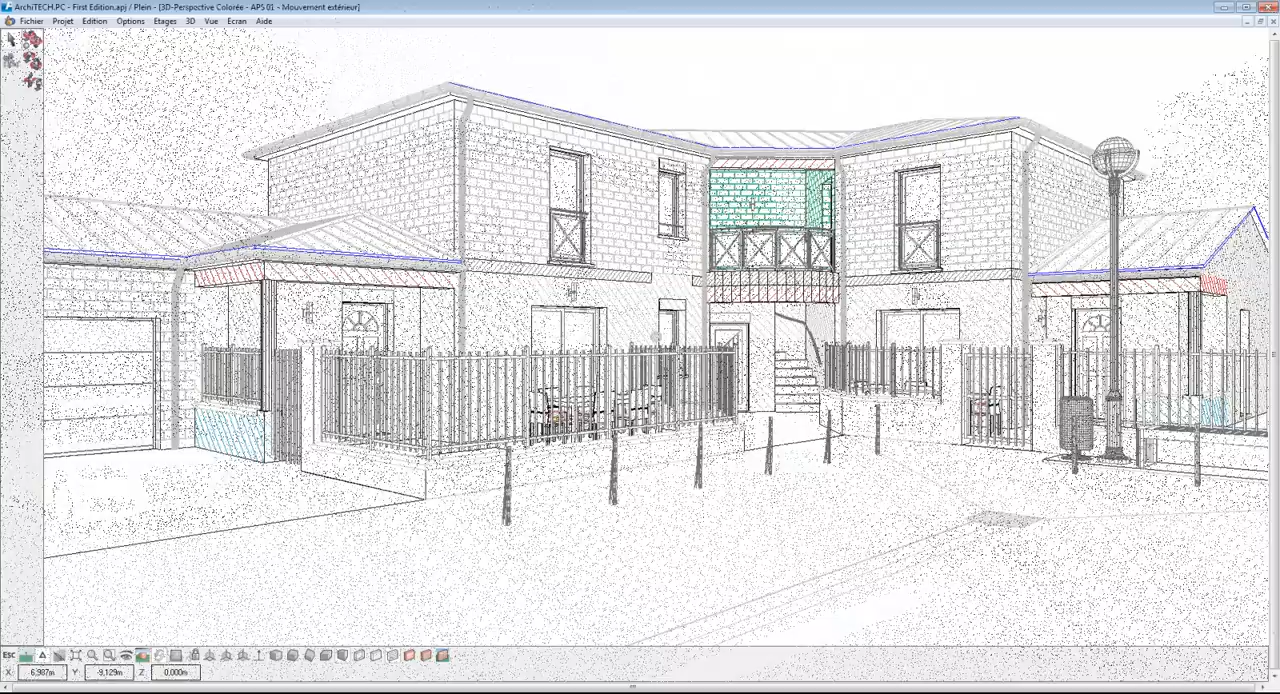 ArchiTECH.PC - First Edition.apj / Plein - [3D-Perspective Colorée - APS 01 - Mouvement extérieur]
Fichier Projet Edition Options Etages 3D Vue Ecran Aide
ESC
X: 6,987m Y: -9,129m Z: 0,000m